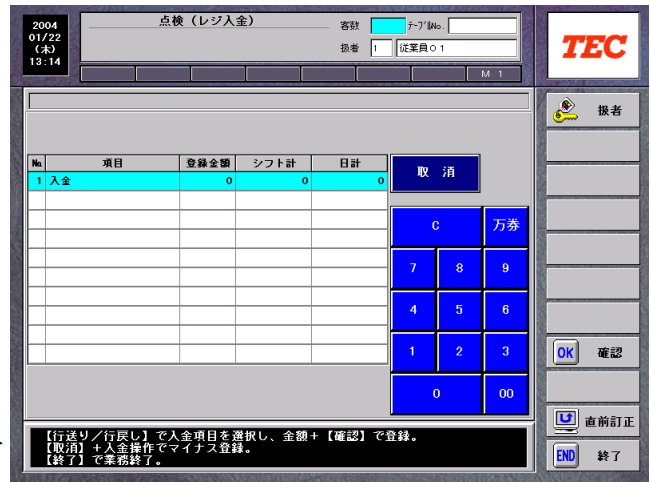 2004
01/22
(木)
13:14
点検（レジ入金）
客数
ﾃｰﾌﾞﾙNo.
扱者 1 従業員０１
M 1
TEC
扱者
No. 項目 登録金額 シフト計 日計
1 入金 0 0 0
取 消
C 万券
7 8 9
4 5 6
1 2 3
0 00
OK 確認
直前訂正
END 終了
【行送り／行戻し】で入金項目を選択し、金額＋【確認】で登録。
【取消】＋入金操作でマイナス登録。
【終了】で業務終了。